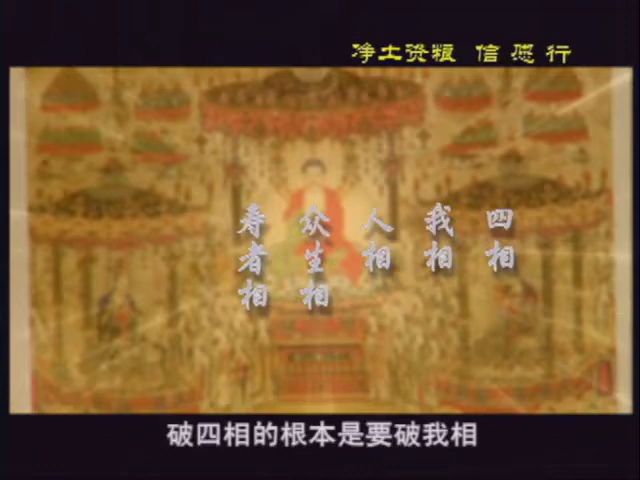 净土资粮 信愿行
四相
我相
人相
众生相
寿者相
破四相的根本是要破我相